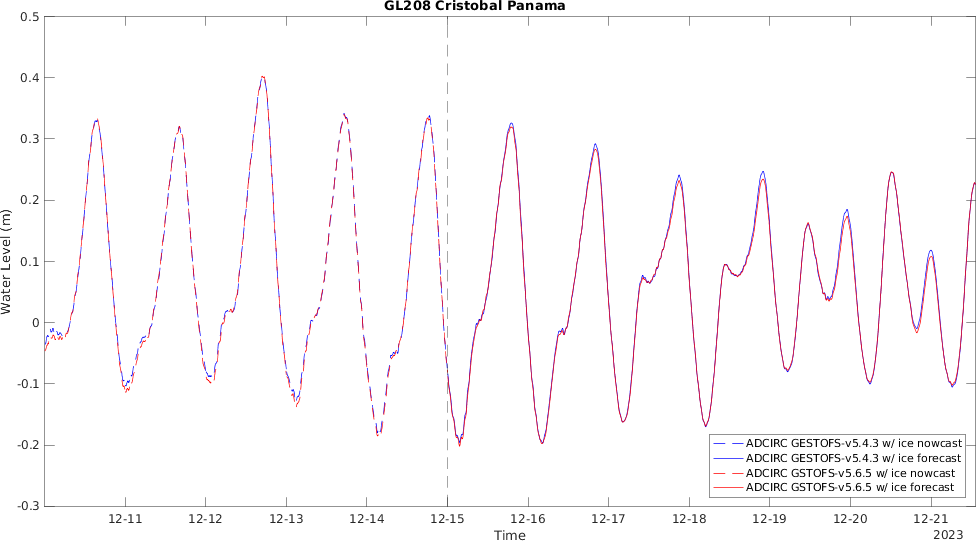 GL208 Cristobal Panama
0.5
0.4
0.3
0.2
0.1
0
-0.1
-0.2
-0.3
Water Level (m)
ADCIRC GESTOFS-v5.4.3 w/ ice nowcast
ADCIRC GESTOFS-v5.4.3 w/ ice forecast
ADCIRC GSTOFS-v5.6.5 w/ ice nowcast
ADCIRC GSTOFS-v5.6.5 w/ ice forecast
12-11 12-12 12-13 12-14 12-15 12-16 12-17 12-18 12-19 12-20 12-21
Time
2023